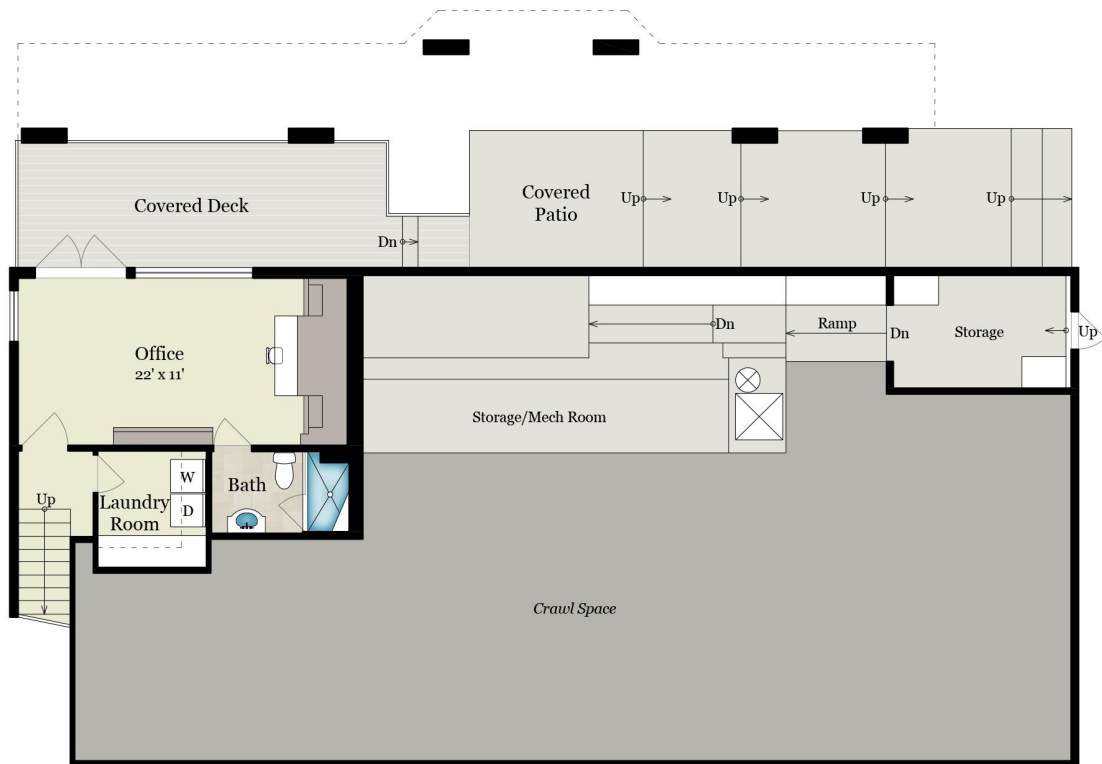 Covered Deck
Covered
Patio
Up
Up
Up
Up
Dn
Office
22' x 11'
Dn
Ramp
Dn
Storage
Up
Storage/Mech Room
Up
Laundry
Room
W
D
Bath
Crawl Space